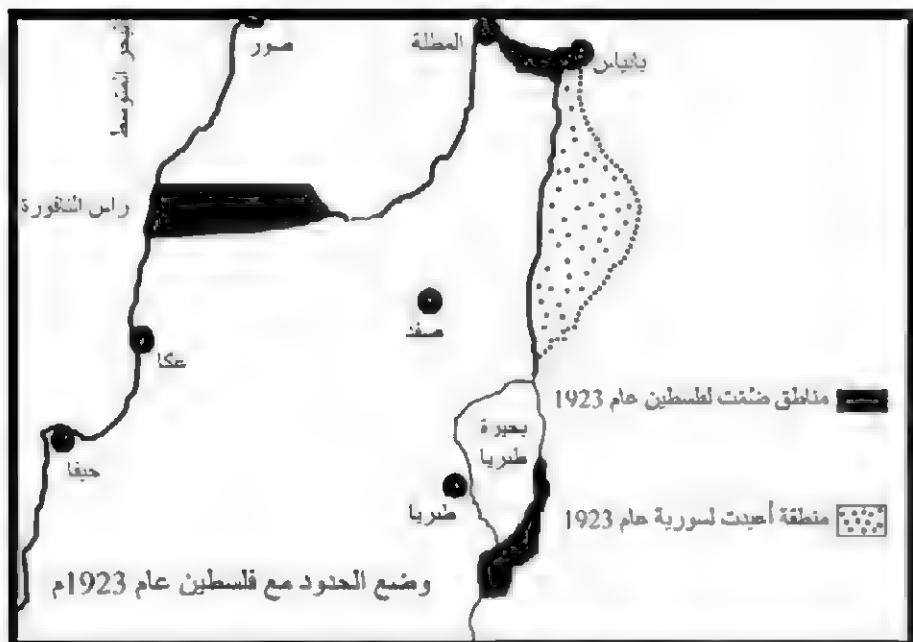 البحر المتوسط
صور
المطلة
بانياس
راس الناقورة
صفد
عكا
مناطق ضمّت لفلسطين عام 1923
بحيرة
طبريا
حيفا
طبريا
منطقة أعيدت لسورية عام 1923
وضع الحدود مع فلسطين عام 1923م